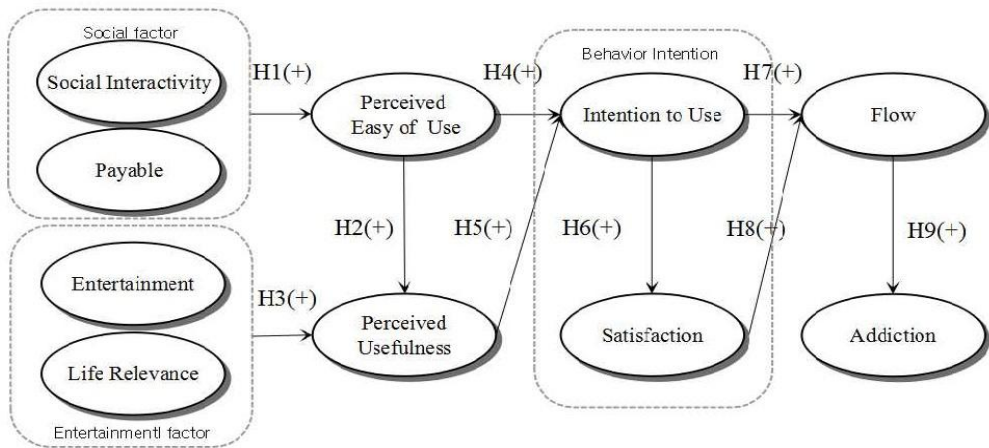 Social factor
Social Interactivity
Payable
H1(+)
Perceived
Easy of Use
H4(+)
Behavior Intention
Intention to Use
H7(+)
Flow
H2(+)
H5(+)
H6(+)
H8(+)
H9(+)
Entertainment
Life Relevance
Entertainmentl factor
H3(+)
Perceived
Usefulness
Satisfaction
Addiction